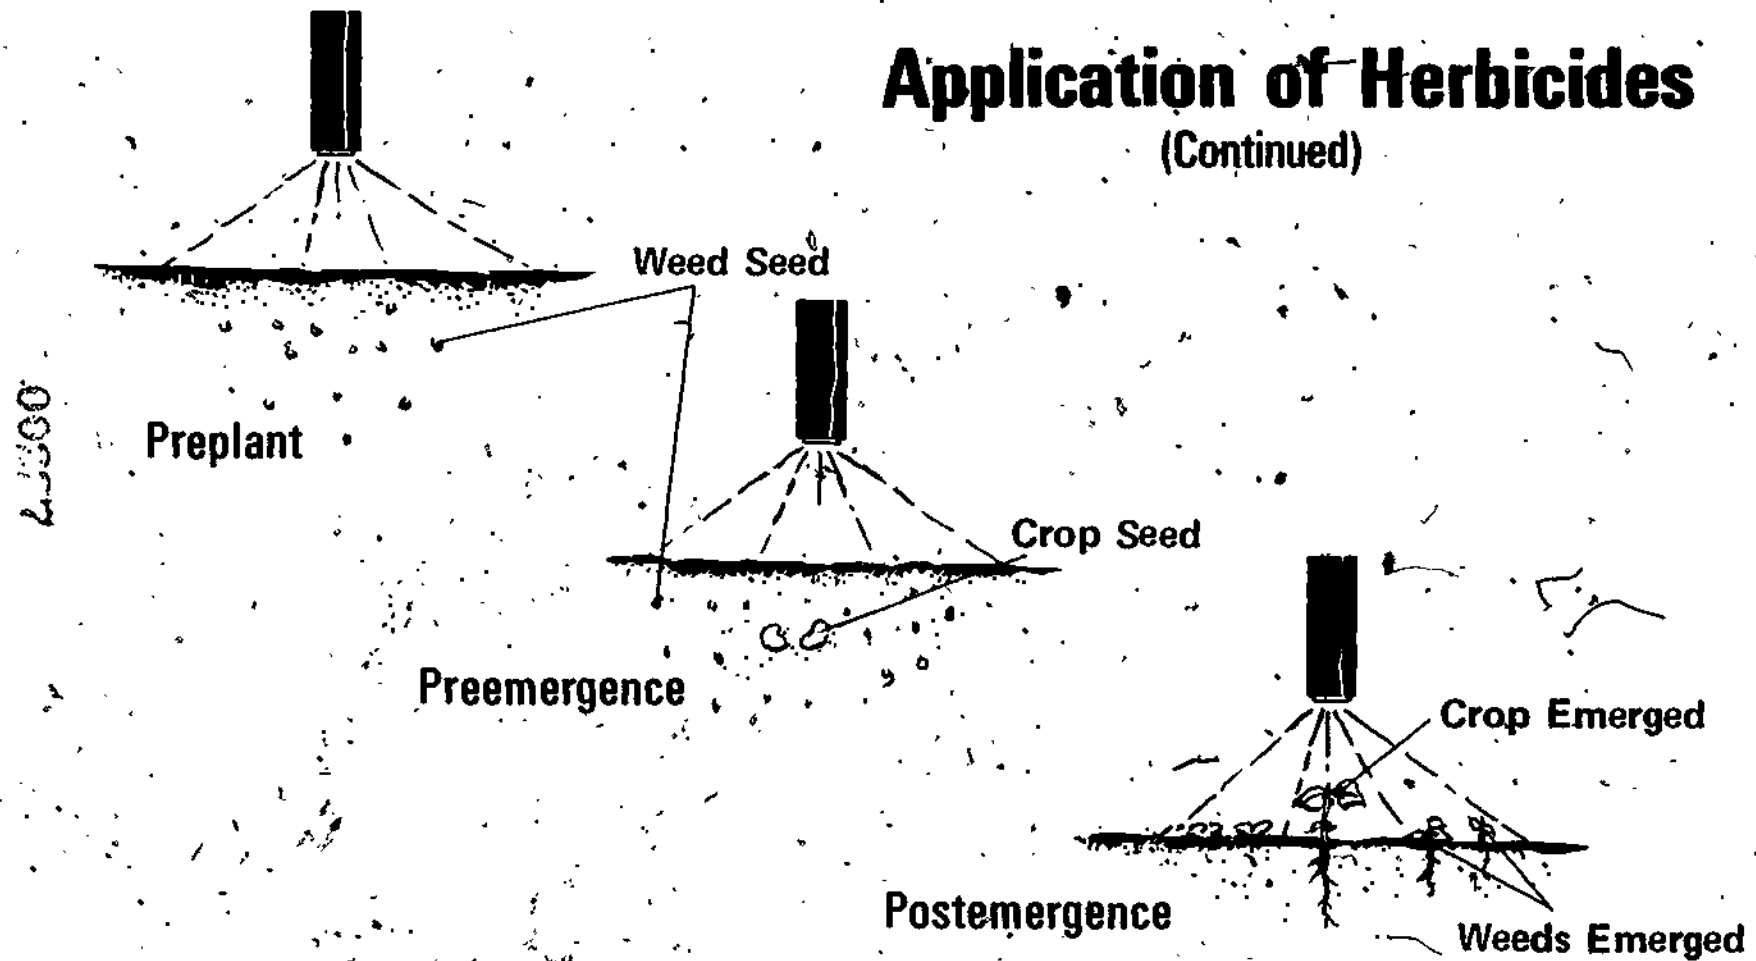 Application of Herbicides
(Continued)
Weed Seed
Preplant
Crop Seed
Preemergence
Crop Emerged
Postemergence
Weeds Emerged